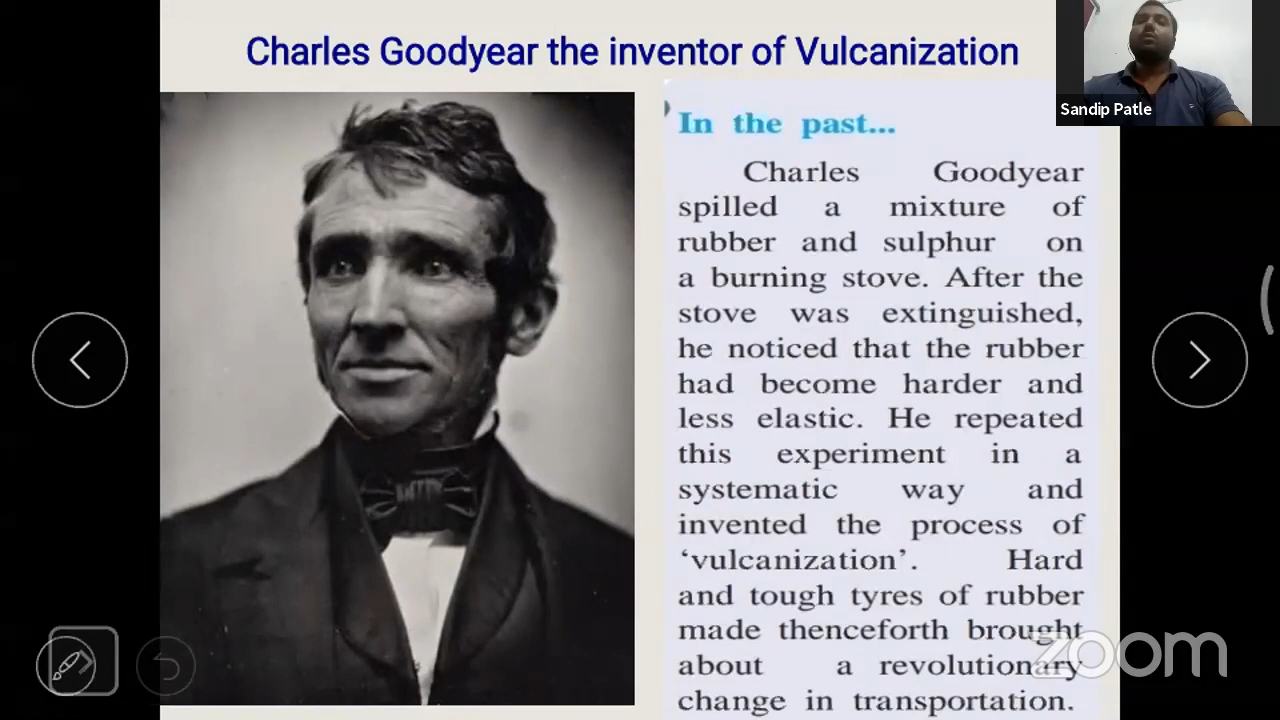 Charles Goodyear the inventor of Vulcanization
Sandip Patle
In the past...
Charles Goodyear
spilled a mixture of
rubber and sulphur on
a burning stove. After the
stove was extinguished,
he noticed that the rubber
had become harder and
less elastic. He repeated
this experiment in a
systematic way and
invented the process of
‘vulcanization’. Hard
and tough tyres of rubber
made thenceforth brought
about a revolutionary
change in transportation.
zoom